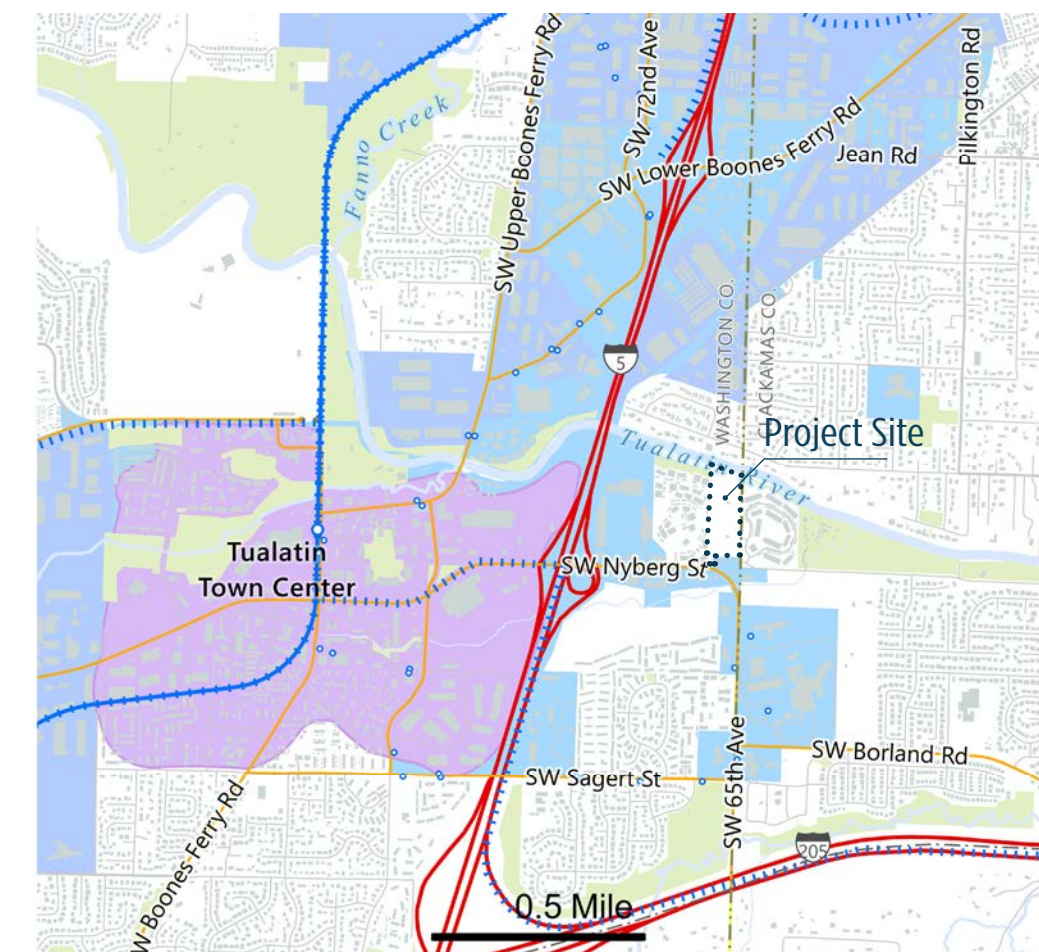 SW Upper Boones Ferry Rd
SW 72nd Ave
Pilkington Rd
Fanno Creek
SW Lower Boones Ferry Rd
Jean Rd
5
WASHINGTON CO.
ACKAMAS CO.
Project Site
Tualatin River
Tualatin
Town Center
SW Nyberg St
SW 65th Ave
SW Borland Rd
SW Sagert St
W Boones Ferry Rd
205
0.5 Mile